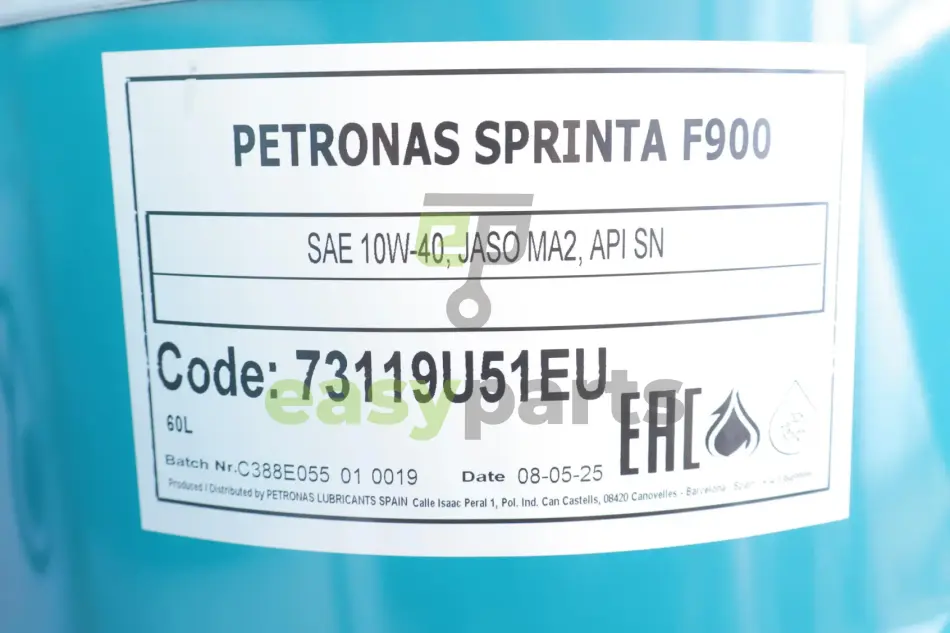 PETRONAS SPRINTA F900
SAE 10W-40, JASO MA2, API SN
Code: 73119U51EU
easyparts
60L
EAC
Batch Nr.C388E055 01 0019 Date 08-05-25
Produced / Distributed by PETRONAS LUBRICANTS SPAIN Calle Isaac Peral 1, Pol. Ind. Can Castells, 08420 Canovelles - Barcelona